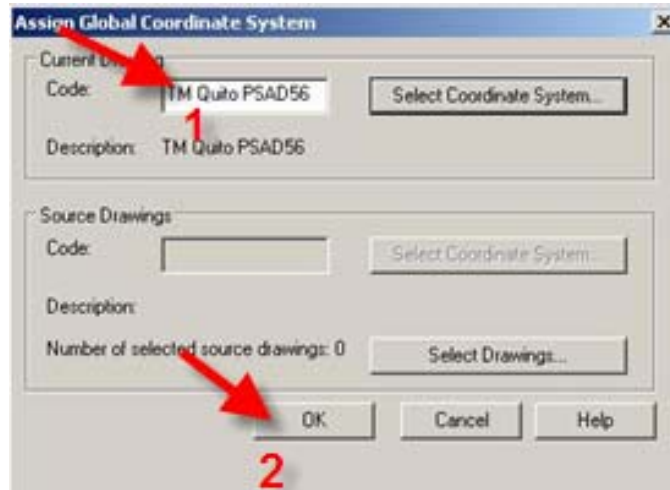 Assign Global Coordinate System
Current Drawing
Code: TM Quito PSAD56 Select Coordinate System...
1
Description: TM Quito PSAD56
Source Drawings
Code: Select Coordinate System...
Description:
Number of selected source drawings: 0 Select Drawings...
OK Cancel Help
2